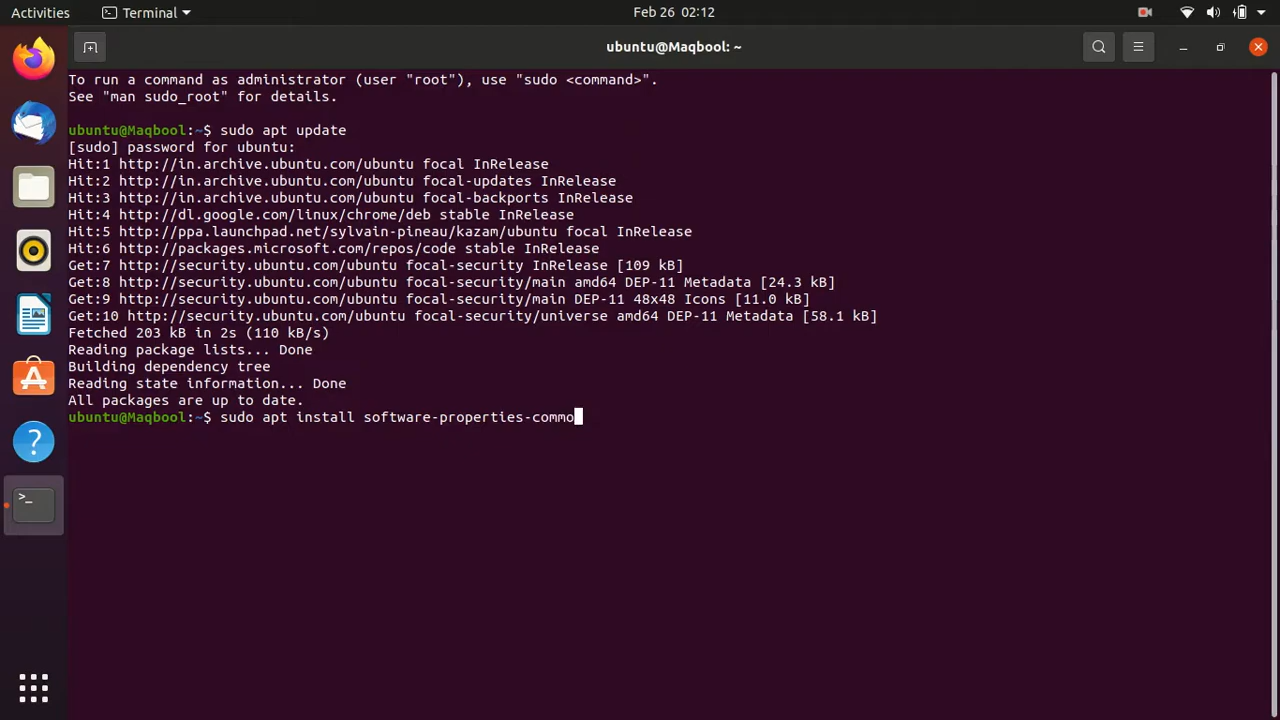 Activities
Terminal
Feb 26 02:12
ubuntu@Maqbool: ~
To run a command as administrator (user "root"), use "sudo <command>".
See "man sudo_root" for details.
ubuntu@Maqbool:~$ sudo apt update
[sudo] password for ubuntu:
Hit:1 http://in.archive.ubuntu.com/ubuntu focal InRelease
Hit:2 http://in.archive.ubuntu.com/ubuntu focal-updates InRelease
Hit:3 http://in.archive.ubuntu.com/ubuntu focal-backports InRelease
Hit:4 http://dl.google.com/linux/chrome/deb stable InRelease
Hit:5 http://ppa.launchpad.net/sylvain-pineau/kazam/ubuntu focal InRelease
Hit:6 http://packages.microsoft.com/repos/code stable InRelease
Get:7 http://security.ubuntu.com/ubuntu focal-security InRelease [109 kB]
Get:8 http://security.ubuntu.com/ubuntu focal-security/main amd64 DEP-11 Metadata [24.3 kB]
Get:9 http://security.ubuntu.com/ubuntu focal-security/main DEP-11 48x48 Icons [11.0 kB]
Get:10 http://security.ubuntu.com/ubuntu focal-security/universe amd64 DEP-11 Metadata [58.1 kB]
Fetched 203 kB in 2s (110 kB/s)
Reading package lists... Done
Building dependency tree
Reading state information... Done
All packages are up to date.
ubuntu@Maqbool:~$ sudo apt install software-properties-commo